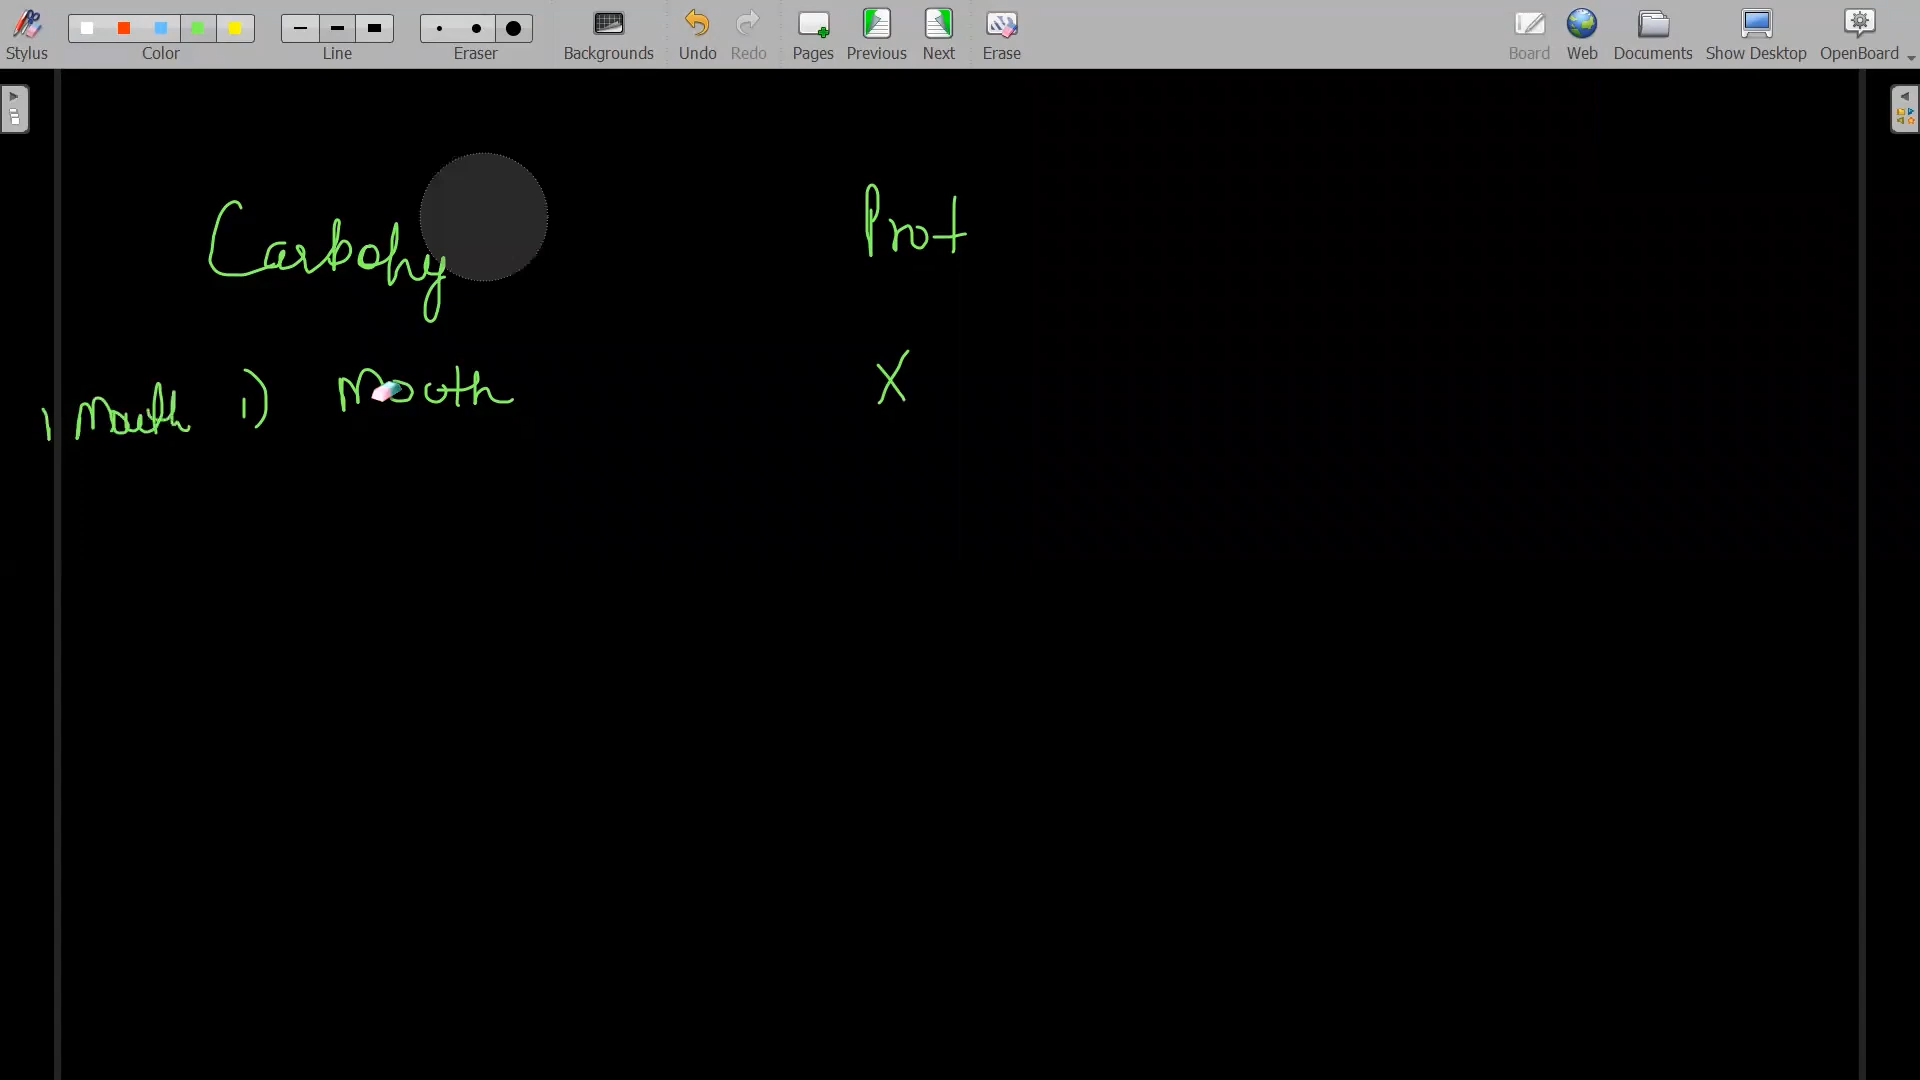 Stylus Color Line Eraser Backgrounds Undo Redo Pages Previous Next Erase Board Web Documents Show Desktop OpenBoard
Carbohy Prot
1 Mouth 1) Mouth X